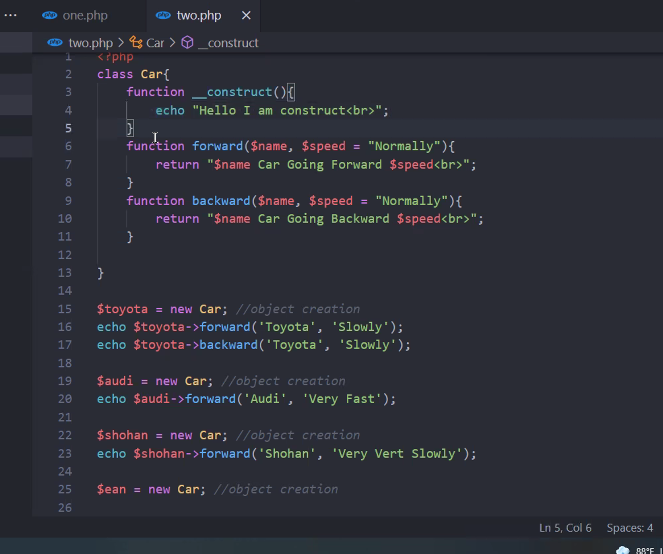 ··· php one.php php two.php ×
php two.php > Car > __construct
1 <?php
2 class Car{
3 function __construct(){
4 echo "Hello I am construct<br>";
5 }
6 function forward($name, $speed = "Normally"){
7 return "$name Car Going Forward $speed<br>";
8 }
9 function backward($name, $speed = "Normally"){
10 return "$name Car Going Backward $speed<br>";
11 }
12
13 }
14
15 $toyota = new Car; //object creation
16 echo $toyota->forward('Toyota', 'Slowly');
17 echo $toyota->backward('Toyota', 'Slowly');
18
19 $audi = new Car; //object creation
20 echo $audi->forward('Audi', 'Very Fast');
21
22 $shohan = new Car; //object creation
23 echo $shohan->forward('Shohan', 'Very Vert Slowly');
24
25 $ean = new Car; //object creation
26
Ln 5, Col 6 Spaces: 4
88°F